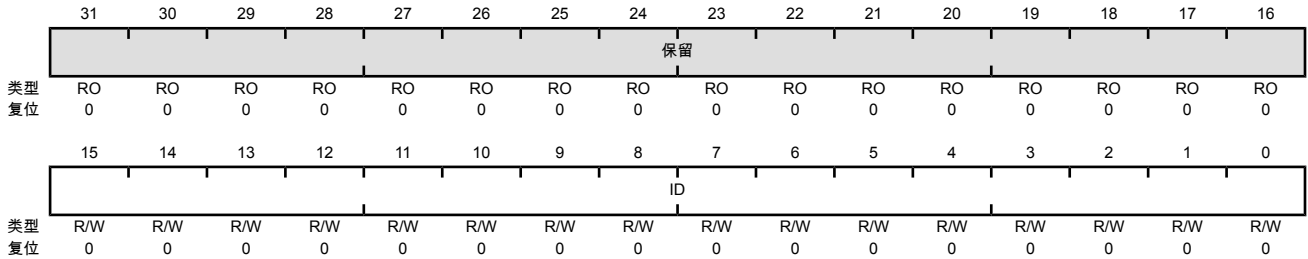 31 30 29 28 27 26 25 24 23 22 21 20 19 18 17 16
保留
类型 RO RO RO RO RO RO RO RO RO RO RO RO RO RO RO RO
复位 0 0 0 0 0 0 0 0 0 0 0 0 0 0 0 0
15 14 13 12 11 10 9 8 7 6 5 4 3 2 1 0
ID
类型 R/W R/W R/W R/W R/W R/W R/W R/W R/W R/W R/W R/W R/W R/W R/W R/W
复位 0 0 0 0 0 0 0 0 0 0 0 0 0 0 0 0